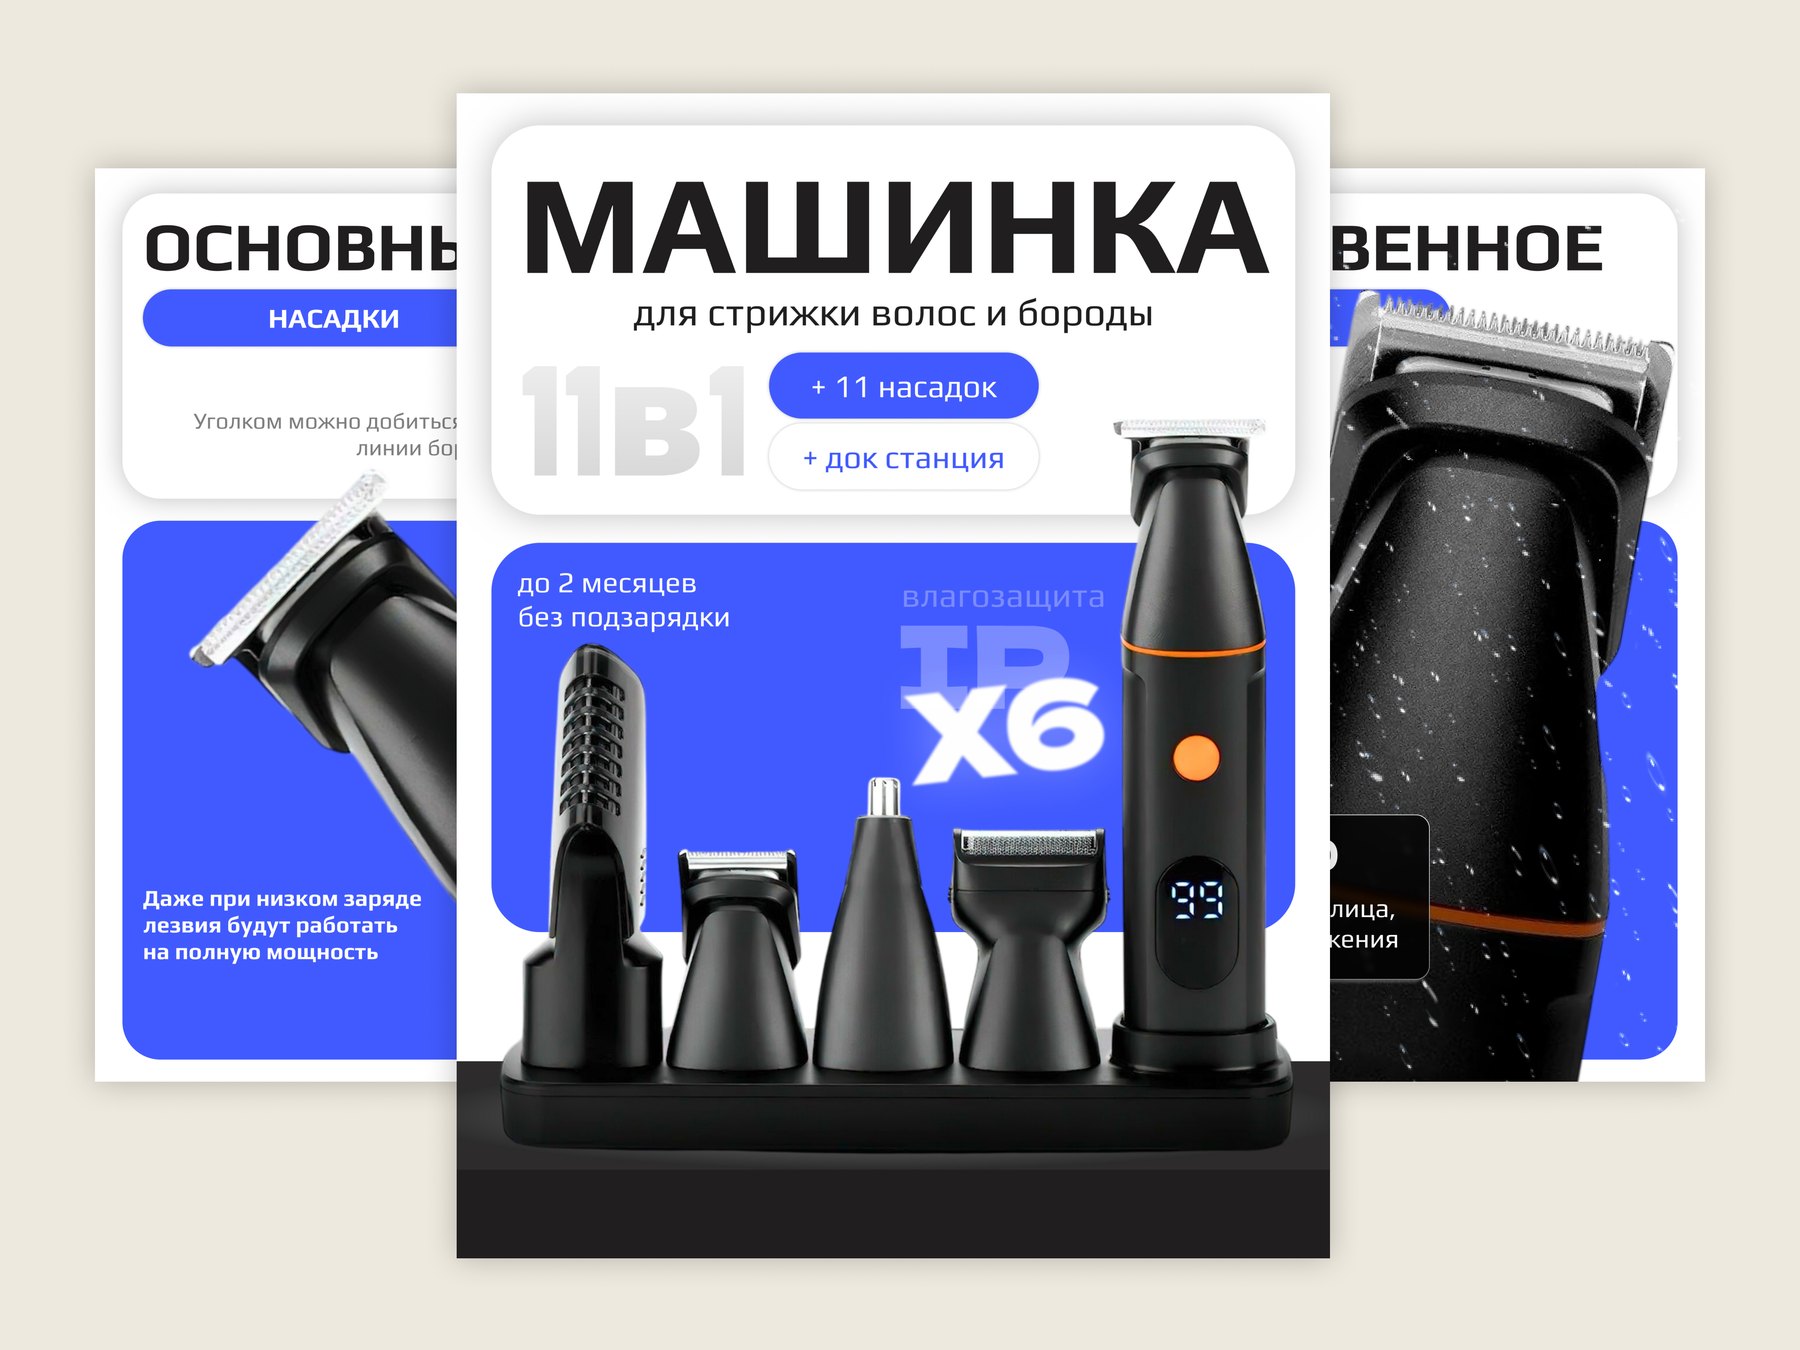 ОСНОВНЫ
НАСАДКИ
Уголком можно добиться
линии бор
Даже при низком заряде
лезвия будут работать
на полную мощность
МАШИНКА
для стрижки волос и бороды
11в1
+ 11 насадок
+ док станция
до 2 месяцев
без подзарядки
влагозащита
IP
X6
99
ВЕННОЕ
лица,
жения